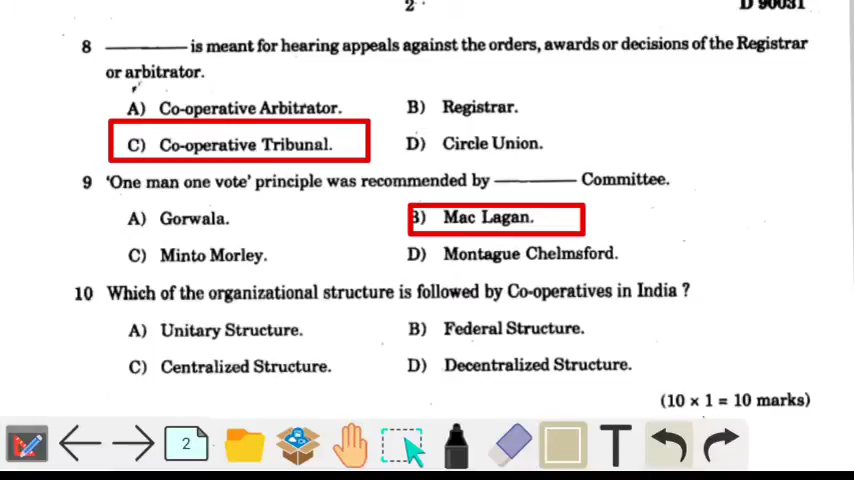 2
D 90031
8 ________ is meant for hearing appeals against the orders, awards or decisions of the Registrar
or arbitrator.
A) Co-operative Arbitrator. B) Registrar.
C) Co-operative Tribunal. D) Circle Union.
9 'One man one vote' principle was recommended by ________ Committee.
A) Gorwala. B) Mac Lagan.
C) Minto Morley. D) Montague Chelmsford.
10 Which of the organizational structure is followed by Co-operatives in India ?
A) Unitary Structure. B) Federal Structure.
C) Centralized Structure. D) Decentralized Structure.
(10 × 1 = 10 marks)
2
T